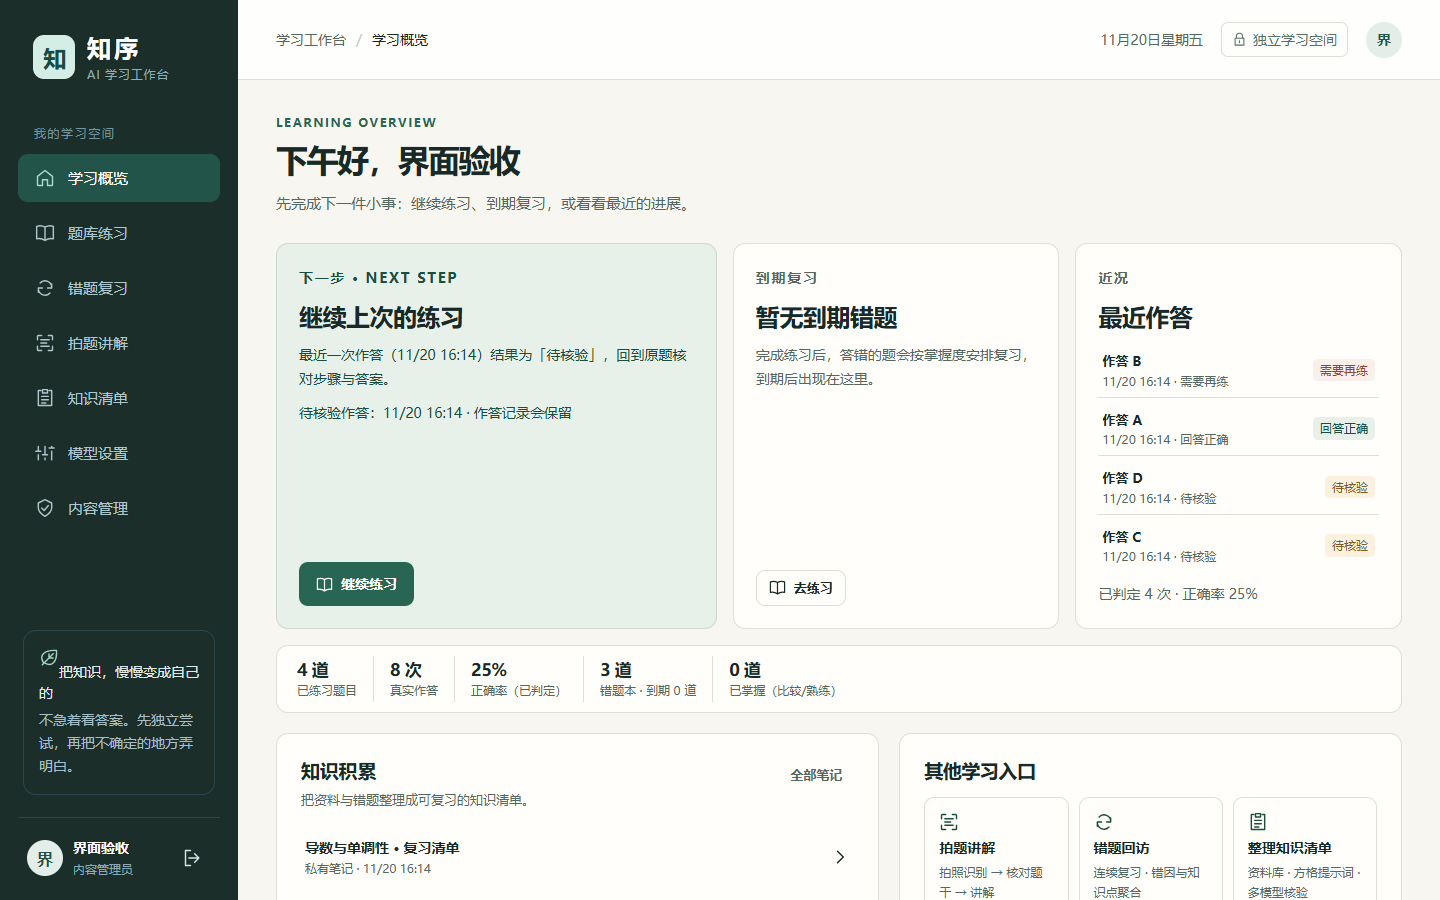 知
知序
AI 学习工作台
我的学习空间
学习概览
题库练习
错题复习
拍题讲解
知识清单
模型设置
内容管理
把知识，慢慢变成自己
的
不急着看答案。先独立尝
试，再把不确定的地方弄
明白。
界
界面验收
内容管理员
学习工作台 / 学习概览
11月20日星期五
独立学习空间
界
LEARNING OVERVIEW
下午好，界面验收
先完成下一件小事：继续练习、到期复习，或看看最近的进展。
下一步 • NEXT STEP
继续上次的练习
最近一次作答（11/20 16:14）结果为「待核验」，回到原题核
对步骤与答案。
待核验作答：11/20 16:14 · 作答记录会保留
继续练习
到期复习
暂无到期错题
完成练习后，答错的题会按掌握度安排复习，
到期后出现在这里。
去练习
近况
最近作答
作答 B
11/20 16:14 · 需要再练
需要再练
作答 A
11/20 16:14 · 回答正确
回答正确
作答 D
11/20 16:14 · 待核验
待核验
作答 C
11/20 16:14 · 待核验
待核验
已判定 4 次 · 正确率 25%
4 道
已练习题目
8 次
真实作答
25%
正确率（已判定）
3 道
错题本 · 到期 0 道
0 道
已掌握（比较/熟练）
知识积累
全部笔记
把资料与错题整理成可复习的知识清单。
导数与单调性 • 复习清单
私有笔记 · 11/20 16:14
其他学习入口
拍题讲解
拍照识别 → 核对题
干 → 讲解
错题回访
连续复习 · 错因与知
识点聚合
整理知识清单
资料库 · 方格提示词 ·
多模型核验